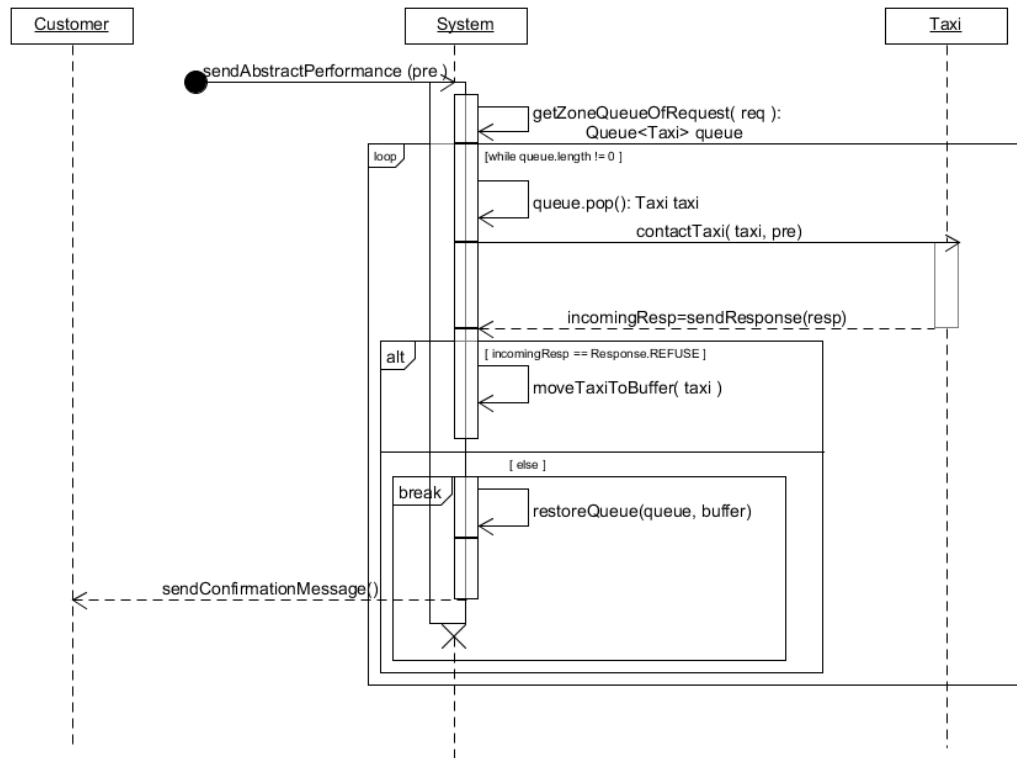 Customer
System
Taxi
sendAbstractPerformance (pre )
getZoneQueueOfRequest( req ):
Queue<Taxi> queue
loop
[while queue.length != 0 ]
queue.pop(): Taxi taxi
contactTaxi( taxi, pre)
incomingResp=sendResponse(resp)
alt
[ incomingResp == Response.REFUSE ]
moveTaxiToBuffer( taxi )
[ else ]
break
restoreQueue(queue, buffer)
sendConfirmationMessage()